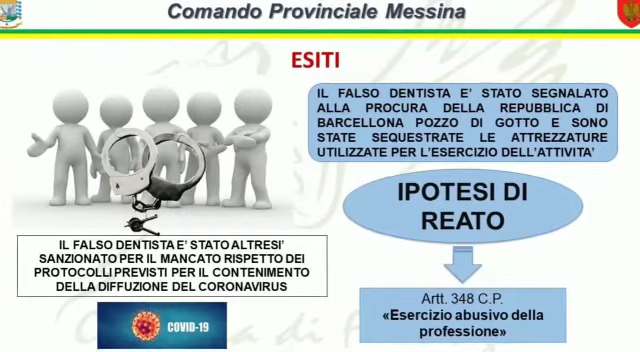 Comando Provinciale Messina
ESITI
IL FALSO DENTISTA E' STATO SEGNALATO
ALLA PROCURA DELLA REPUBBLICA DI
BARCELLONA POZZO DI GOTTO E SONO
STATE SEQUESTRATE LE ATTREZZATURE
UTILIZZATE PER L'ESERCIZIO DELL'ATTIVITA'
IPOTESI DI
REATO
IL FALSO DENTISTA E' STATO ALTRESI'
SANZIONATO PER IL MANCATO RISPETTO DEI
PROTOCOLLI PREVISTI PER IL CONTENIMENTO
DELLA DIFFUZIONE DEL CORONAVIRUS
COVID-19
Artt. 348 C.P.
«Esercizio abusivo della
professione»